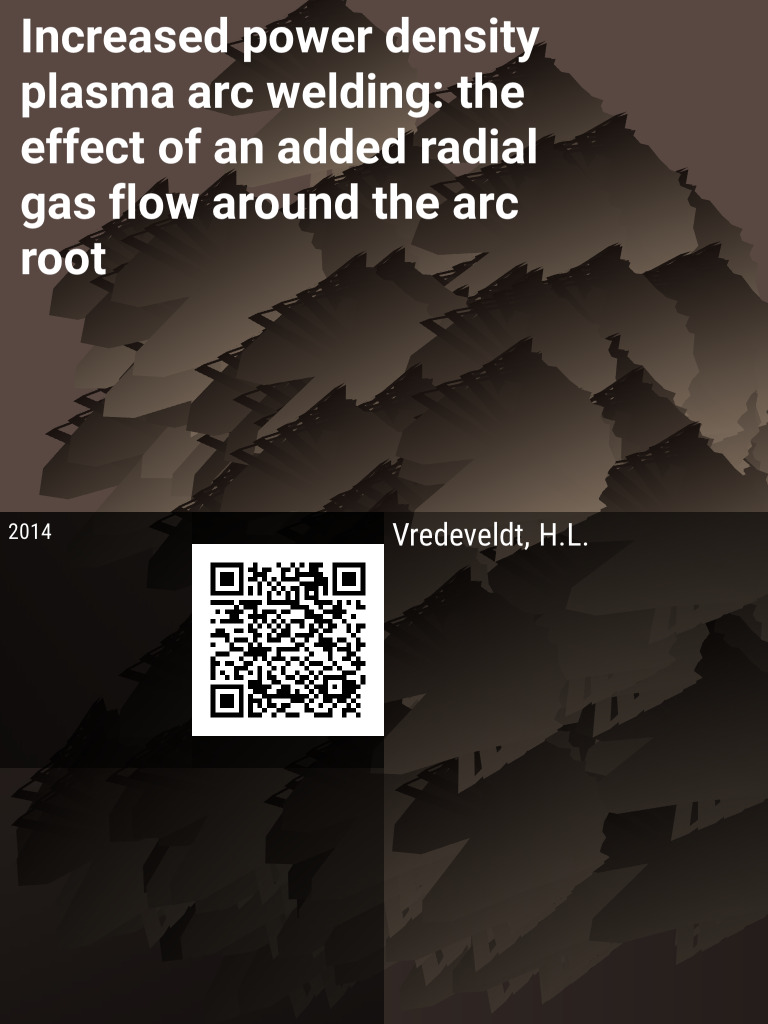 Increased power density
plasma arc welding: the
effect of an added radial
gas flow around the arc
root
2014
Vredeveldt, H.L.